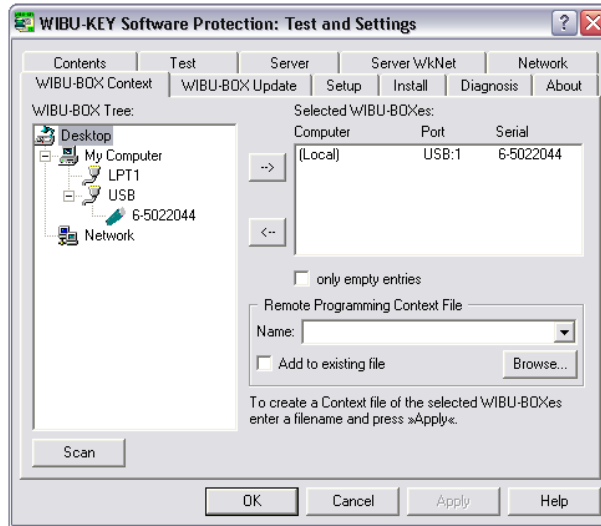 WIBU-KEY Software Protection: Test and Settings
Contents Test Server Server WkNet Network
WIBU-BOX Context WIBU-BOX Update Setup Install Diagnosis About
WIBU-BOX Tree:
Desktop
My Computer
LPT1
USB
6-5022044
Network
Scan
Selected WIBU-BOXes:
Computer Port Serial
(Local) USB:1 6-5022044
-->
<--
only empty entries
Remote Programming Context File
Name:
Add to existing file
Browse...
To create a Context file of the selected WIBU-BOXes
enter a filename and press »Apply«.
OK Cancel Apply Help